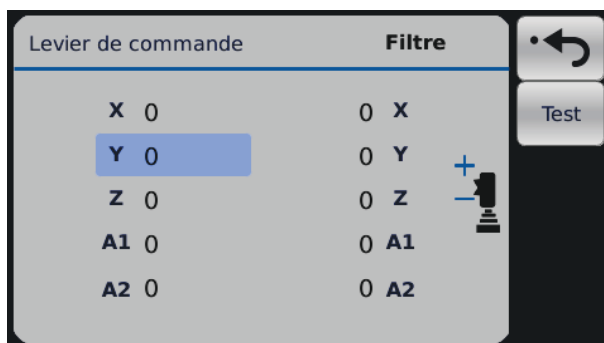 Levier de commande Filtre
X 0 0 X
Test
Y 0 0 Y
Z 0 0 Z
A1 0 0 A1
A2 0 0 A2